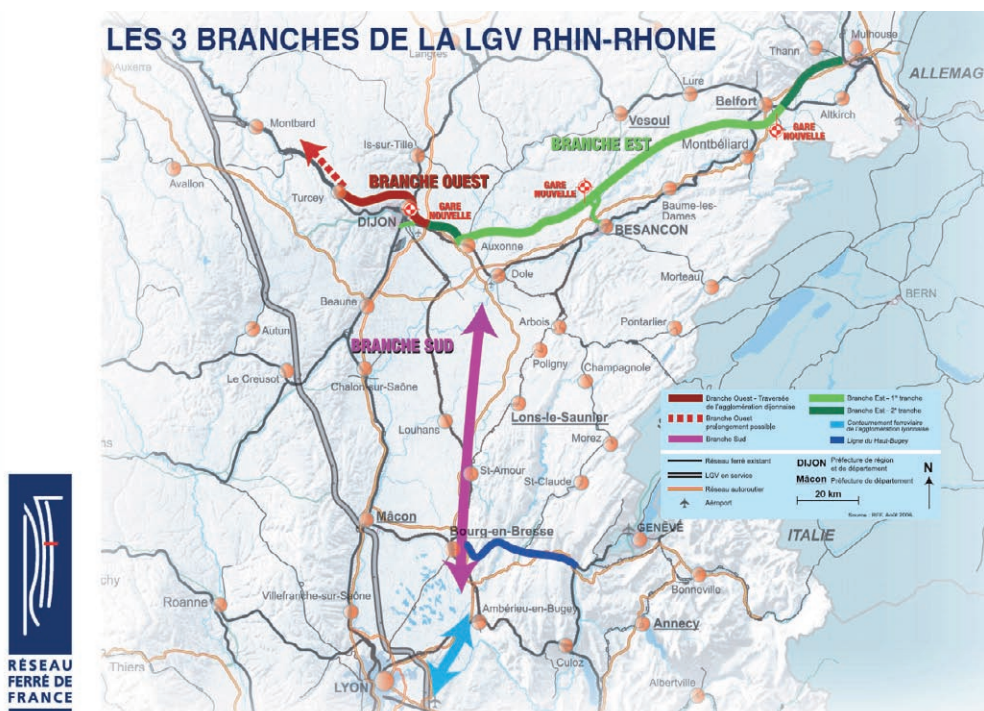 LES 3 BRANCHES DE LA LGV RHIN-RHONE
Langres
Auxerre
Thann
Mulhouse
ALLEMAG
Lure
Belfort
Vesoul
Altkirch
Montbard
GARE
NOUVELLE
BRANCHE EST
Montbéliard
Is-sur-Tille
Avallon
BRANCHE OUEST
GARE
NOUVELLE
Turcey
GARE
NOUVELLE
Baume-les-
Dames
DIJON
BESANCON
Auxonne
Dole
Morteau
BERN
Beaune
Arbois
Pontarlier
Autun
BRANCHE SUD
Poligny
Champagnole
Le Creusot
Chalon-sur-Saône
Lons-le-Saunier
Louhans
Morez
St-Amour
St-Claude
Mâcon
Bourg-en-Bresse
GENÈVE
ITALIE
Bonneville
Roanne
Villefranche-sur-Saône
Ambérieu-en-Bugey
Annecy
Culoz
Thiers
LYON
Albertville
Branche Ouest - Traversée
de l'agglomération dijonnaise
Branche Ouest
prolongement possible
Branche Sud
Branche Est - 1e tranche
Branche Est - 2e tranche
Contournement ferroviaire
de l'agglomération lyonnaise
Ligne du Haut-Bugey
Réseau ferré existant
LGV en service
Réseau autoroutier
Aéroport
DIJON Préfecture de région
et de département
Mâcon Préfecture de département
20 km
N
RÉSEAU
FERRÉ DE
FRANCE